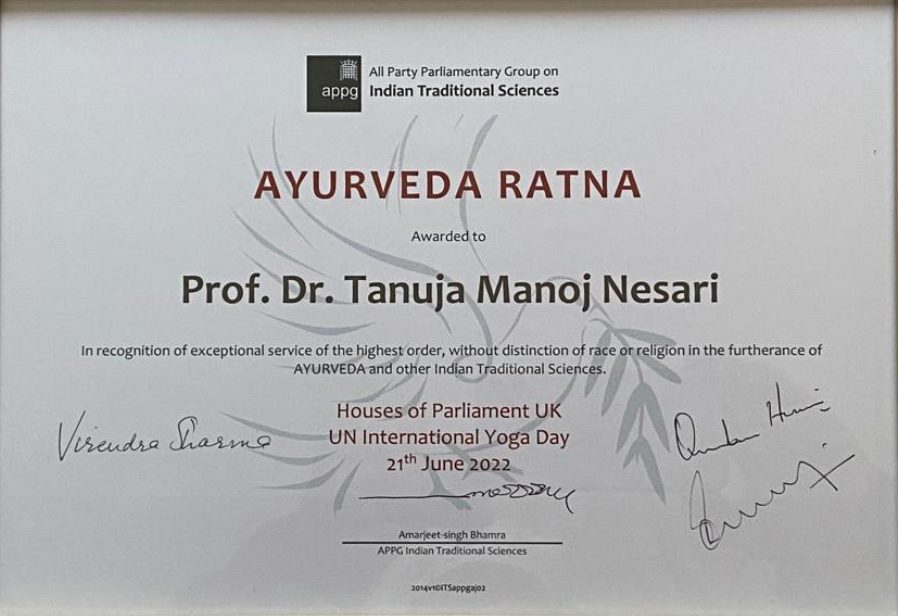 appg
All Party Parliamentary Group on
Indian Traditional Sciences
AYURVEDA RATNA
Awarded to
Prof. Dr. Tanuja Manoj Nesari
In recognition of exceptional service of the highest order, without distinction of race or religion in the furtherance of
AYURVEDA and other Indian Traditional Sciences.
Houses of Parliament UK
Virendra Sharma
UN International Yoga Day
21th June 2022
Amarjeet-singh Bhamra
APPG Indian Traditional Sciences